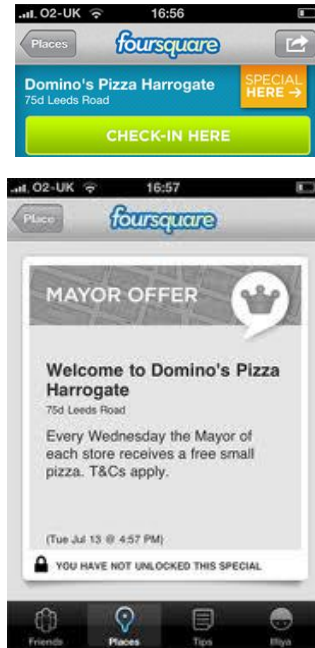 O2-UK 16:56
Places foursquare
Domino's Pizza Harrogate
75d Leeds Road
SPECIAL
HERE →
CHECK-IN HERE
O2-UK 16:57
Place foursquare
MAYOR OFFER
Welcome to Domino's Pizza
Harrogate
75d Leeds Road
Every Wednesday the Mayor of
each store receives a free small
pizza. T&Cs apply.
(Tue Jul 13 @ 4:57 PM)
YOU HAVE NOT UNLOCKED THIS SPECIAL
Friends Places Tips